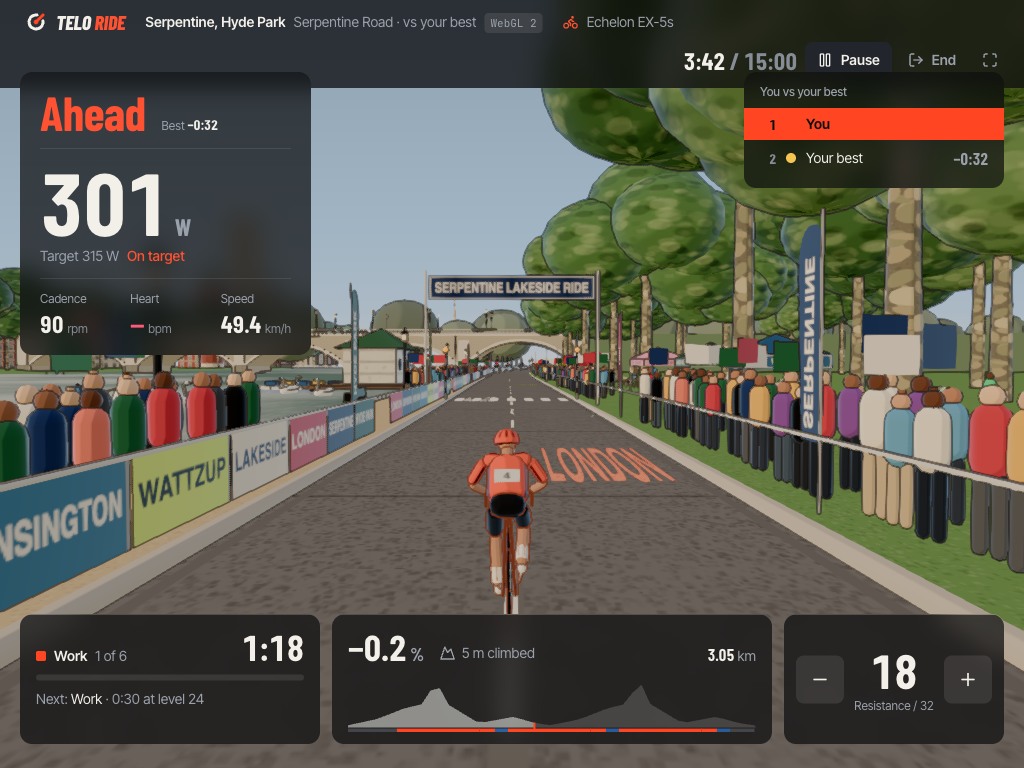 TELO RIDE Serpentine, Hyde Park Serpentine Road · vs your best WebGL 2 Echelon EX-5s
3:42 / 15:00 Pause End
Ahead Best −0:32
301 W
Target 315 W On target
Cadence Heart Speed
90 rpm – bpm 49.4 km/h
You vs your best
1 You
2 Your best −0:32
SERPENTINE LAKESIDE RIDE
SERPENTINE
NSINGTON
WATTZUP
LAKESIDE
LONDON
LONDON
4
Work 1 of 6 1:18
Next: Work · 0:30 at level 24
−0.2 % 5 m climbed 3.05 km
− 18 +
Resistance / 32